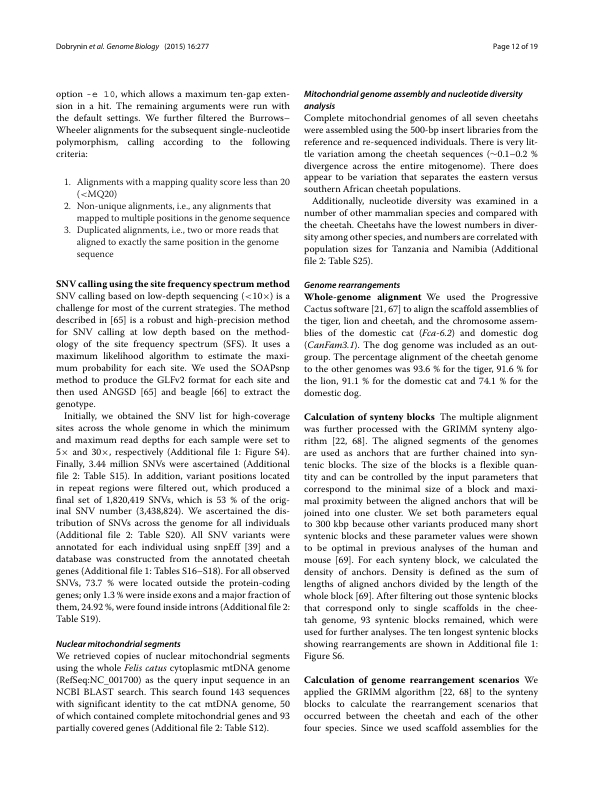 Dobrynin et al. Genome Biology (2015) 16:277
Page 12 of 19
option -e 10, which allows a maximum ten-gap exten-
sion in a hit. The remaining arguments were run with
the default settings. We further filtered the Burrows–
Wheeler alignments for the subsequent single-nucleotide
polymorphism, calling according to the following
criteria:
1. Alignments with a mapping quality score less than 20
(<MQ20)
2. Non-unique alignments, i.e., any alignments that
mapped to multiple positions in the genome sequence
3. Duplicated alignments, i.e., two or more reads that
aligned to exactly the same position in the genome
sequence
SNV calling using the site frequency spectrum method
SNV calling based on low-depth sequencing (<10×) is a
challenge for most of the current strategies. The method
described in [65] is a robust and high-precision method
for SNV calling at low depth based on the method-
ology of the site frequency spectrum (SFS). It uses a
maximum likelihood algorithm to estimate the maxi-
mum probability for each site. We used the SOAPsnp
method to produce the GLFv2 format for each site and
then used ANGSD [65] and beagle [66] to extract the
genotype.
Initially, we obtained the SNV list for high-coverage
sites across the whole genome in which the minimum
and maximum read depths for each sample were set to
5× and 30×, respectively (Additional file 1: Figure S4).
Finally, 3.44 million SNVs were ascertained (Additional
file 2: Table S15). In addition, variant positions located
in repeat regions were filtered out, which produced a
final set of 1,820,419 SNVs, which is 53 % of the orig-
inal SNV number (3,438,824). We ascertained the dis-
tribution of SNVs across the genome for all individuals
(Additional file 2: Table S20). All SNV variants were
annotated for each individual using snpEff [39] and a
database was constructed from the annotated cheetah
genes (Additional file 1: Tables S16–S18). For all observed
SNVs, 73.7 % were located outside the protein-coding
genes; only 1.3 % were inside exons and a major fraction of
them, 24.92 %, were found inside introns (Additional file 2:
Table S19).
Nuclear mitochondrial segments
We retrieved copies of nuclear mitochondrial segments
using the whole Felis catus cytoplasmic mtDNA genome
(RefSeq:NC_001700) as the query input sequence in an
NCBI BLAST search. This search found 143 sequences
with significant identity to the cat mtDNA genome, 50
of which contained complete mitochondrial genes and 93
partially covered genes (Additional file 2: Table S12).
Mitochondrial genome assembly and nucleotide diversity
analysis
Complete mitochondrial genomes of all seven cheetahs
were assembled using the 500-bp insert libraries from the
reference and re-sequenced individuals. There is very lit-
tle variation among the cheetah sequences (∼0.1–0.2 %
divergence across the entire mitogenome). There does
appear to be variation that separates the eastern versus
southern African cheetah populations.
Additionally, nucleotide diversity was examined in a
number of other mammalian species and compared with
the cheetah. Cheetahs have the lowest numbers in diver-
sity among other species, and numbers are correlated with
population sizes for Tanzania and Namibia (Additional
file 2: Table S25).
Genome rearrangements
Whole-genome alignment We used the Progressive
Cactus software [21, 67] to align the scaffold assemblies of
the tiger, lion and cheetah, and the chromosome assem-
blies of the domestic cat (Fca-6.2) and domestic dog
(CanFam3.1). The dog genome was included as an out-
group. The percentage alignment of the cheetah genome
to the other genomes was 93.6 % for the tiger, 91.6 % for
the lion, 91.1 % for the domestic cat and 74.1 % for the
domestic dog.
Calculation of synteny blocks The multiple alignment
was further processed with the GRIMM synteny algo-
rithm [22, 68]. The aligned segments of the genomes
are used as anchors that are further chained into syn-
tenic blocks. The size of the blocks is a flexible quan-
tity and can be controlled by the input parameters that
correspond to the minimal size of a block and maxi-
mal proximity between the aligned anchors that will be
joined into one cluster. We set both parameters equal
to 300 kbp because other variants produced many short
syntenic blocks and these parameter values were shown
to be optimal in previous analyses of the human and
mouse [69]. For each synteny block, we calculated the
density of anchors. Density is defined as the sum of
lengths of aligned anchors divided by the length of the
whole block [69]. After filtering out those syntenic blocks
that correspond only to single scaffolds in the chee-
tah genome, 93 syntenic blocks remained, which were
used for further analyses. The ten longest syntenic blocks
showing rearrangements are shown in Additional file 1:
Figure S6.
Calculation of genome rearrangement scenarios We
applied the GRIMM algorithm [22, 68] to the synteny
blocks to calculate the rearrangement scenarios that
occurred between the cheetah and each of the other
four species. Since we used scaffold assemblies for the